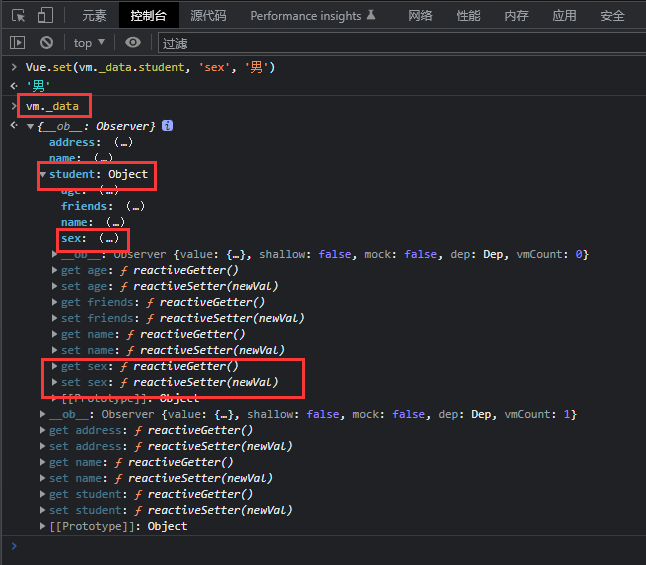 元素 控制台 源代码 Performance insights 网络 性能 内存 应用 安全
top 过滤
Vue.set(vm._data.student, 'sex', '男')
'男'
vm._data
{__ob__: Observer}
address: (…)
name: (…)
student: Object
age: (…)
friends: (…)
name: (…)
sex: (…)
__ob__: Observer {value: {…}, shallow: false, mock: false, dep: Dep, vmCount: 0}
get age: ƒ reactiveGetter()
set age: ƒ reactiveSetter(newVal)
get friends: ƒ reactiveGetter()
set friends: ƒ reactiveSetter(newVal)
get name: ƒ reactiveGetter()
set name: ƒ reactiveSetter(newVal)
get sex: ƒ reactiveGetter()
set sex: ƒ reactiveSetter(newVal)
[[Prototype]]: Object
__ob__: Observer {value: {…}, shallow: false, mock: false, dep: Dep, vmCount: 1}
get address: ƒ reactiveGetter()
set address: ƒ reactiveSetter(newVal)
get name: ƒ reactiveGetter()
set name: ƒ reactiveSetter(newVal)
get student: ƒ reactiveGetter()
set student: ƒ reactiveSetter(newVal)
[[Prototype]]: Object